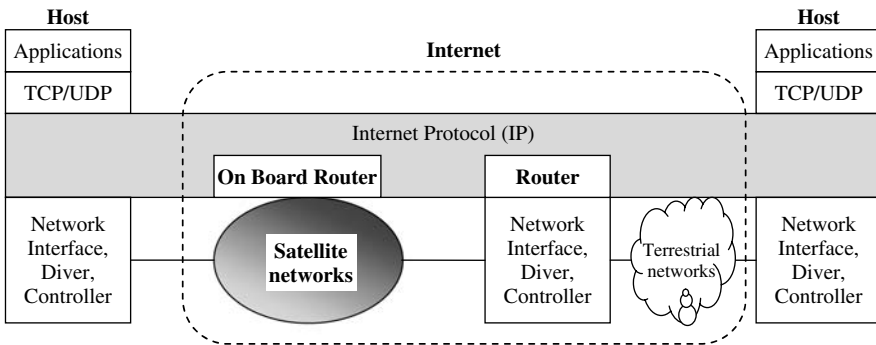 Host
Applications
TCP/UDP
Internet
Host
Applications
TCP/UDP
Internet Protocol (IP)
On Board Router
Router
Network
Interface,
Diver,
Controller
Satellite
networks
Network
Interface,
Diver,
Controller
Terrestrial
networks
Network
Interface,
Diver,
Controller